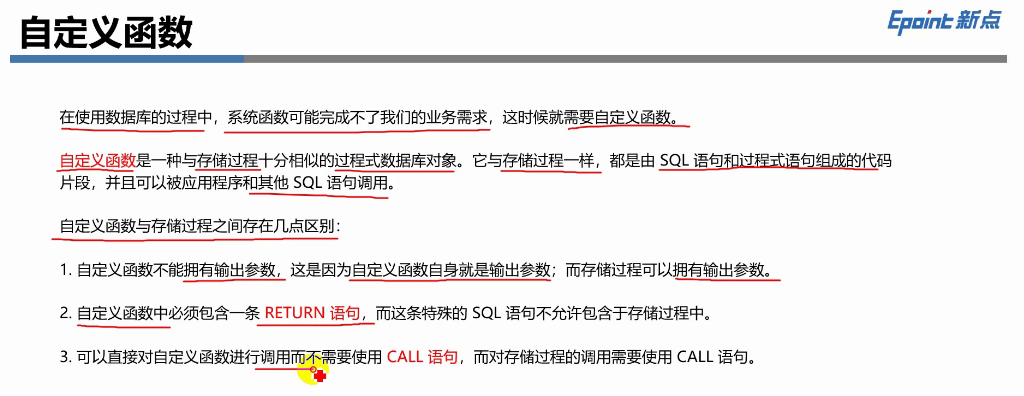 自定义函数
Epoint 新点
在使用数据库的过程中，系统函数可能完成不了我们的业务需求，这时候就需要自定义函数。
自定义函数是一种与存储过程十分相似的过程式数据库对象。它与存储过程一样，都是由 SQL 语句和过程式语句组成的代码
片段，并且可以被应用程序和其他 SQL 语句调用。
自定义函数与存储过程之间存在几点区别：
1. 自定义函数不能拥有输出参数，这是因为自定义函数自身就是输出参数；而存储过程可以拥有输出参数。
2. 自定义函数中必须包含一条 RETURN 语句，而这条特殊的 SQL 语句不允许包含于存储过程中。
3. 可以直接对自定义函数进行调用而不需要使用 CALL 语句，而对存储过程的调用需要使用 CALL 语句。